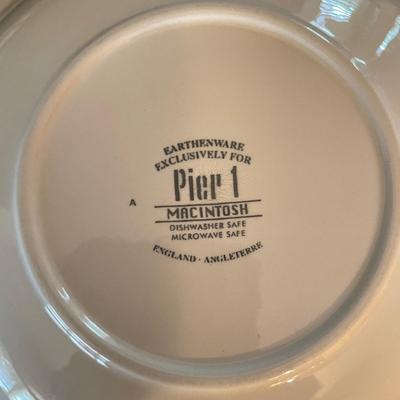 EARTHENWARE
EXCLUSIVELY FOR
Pier 1
A
MACINTOSH
DISHWASHER SAFE
MICROWAVE SAFE
ENGLAND · ANGLETERRE